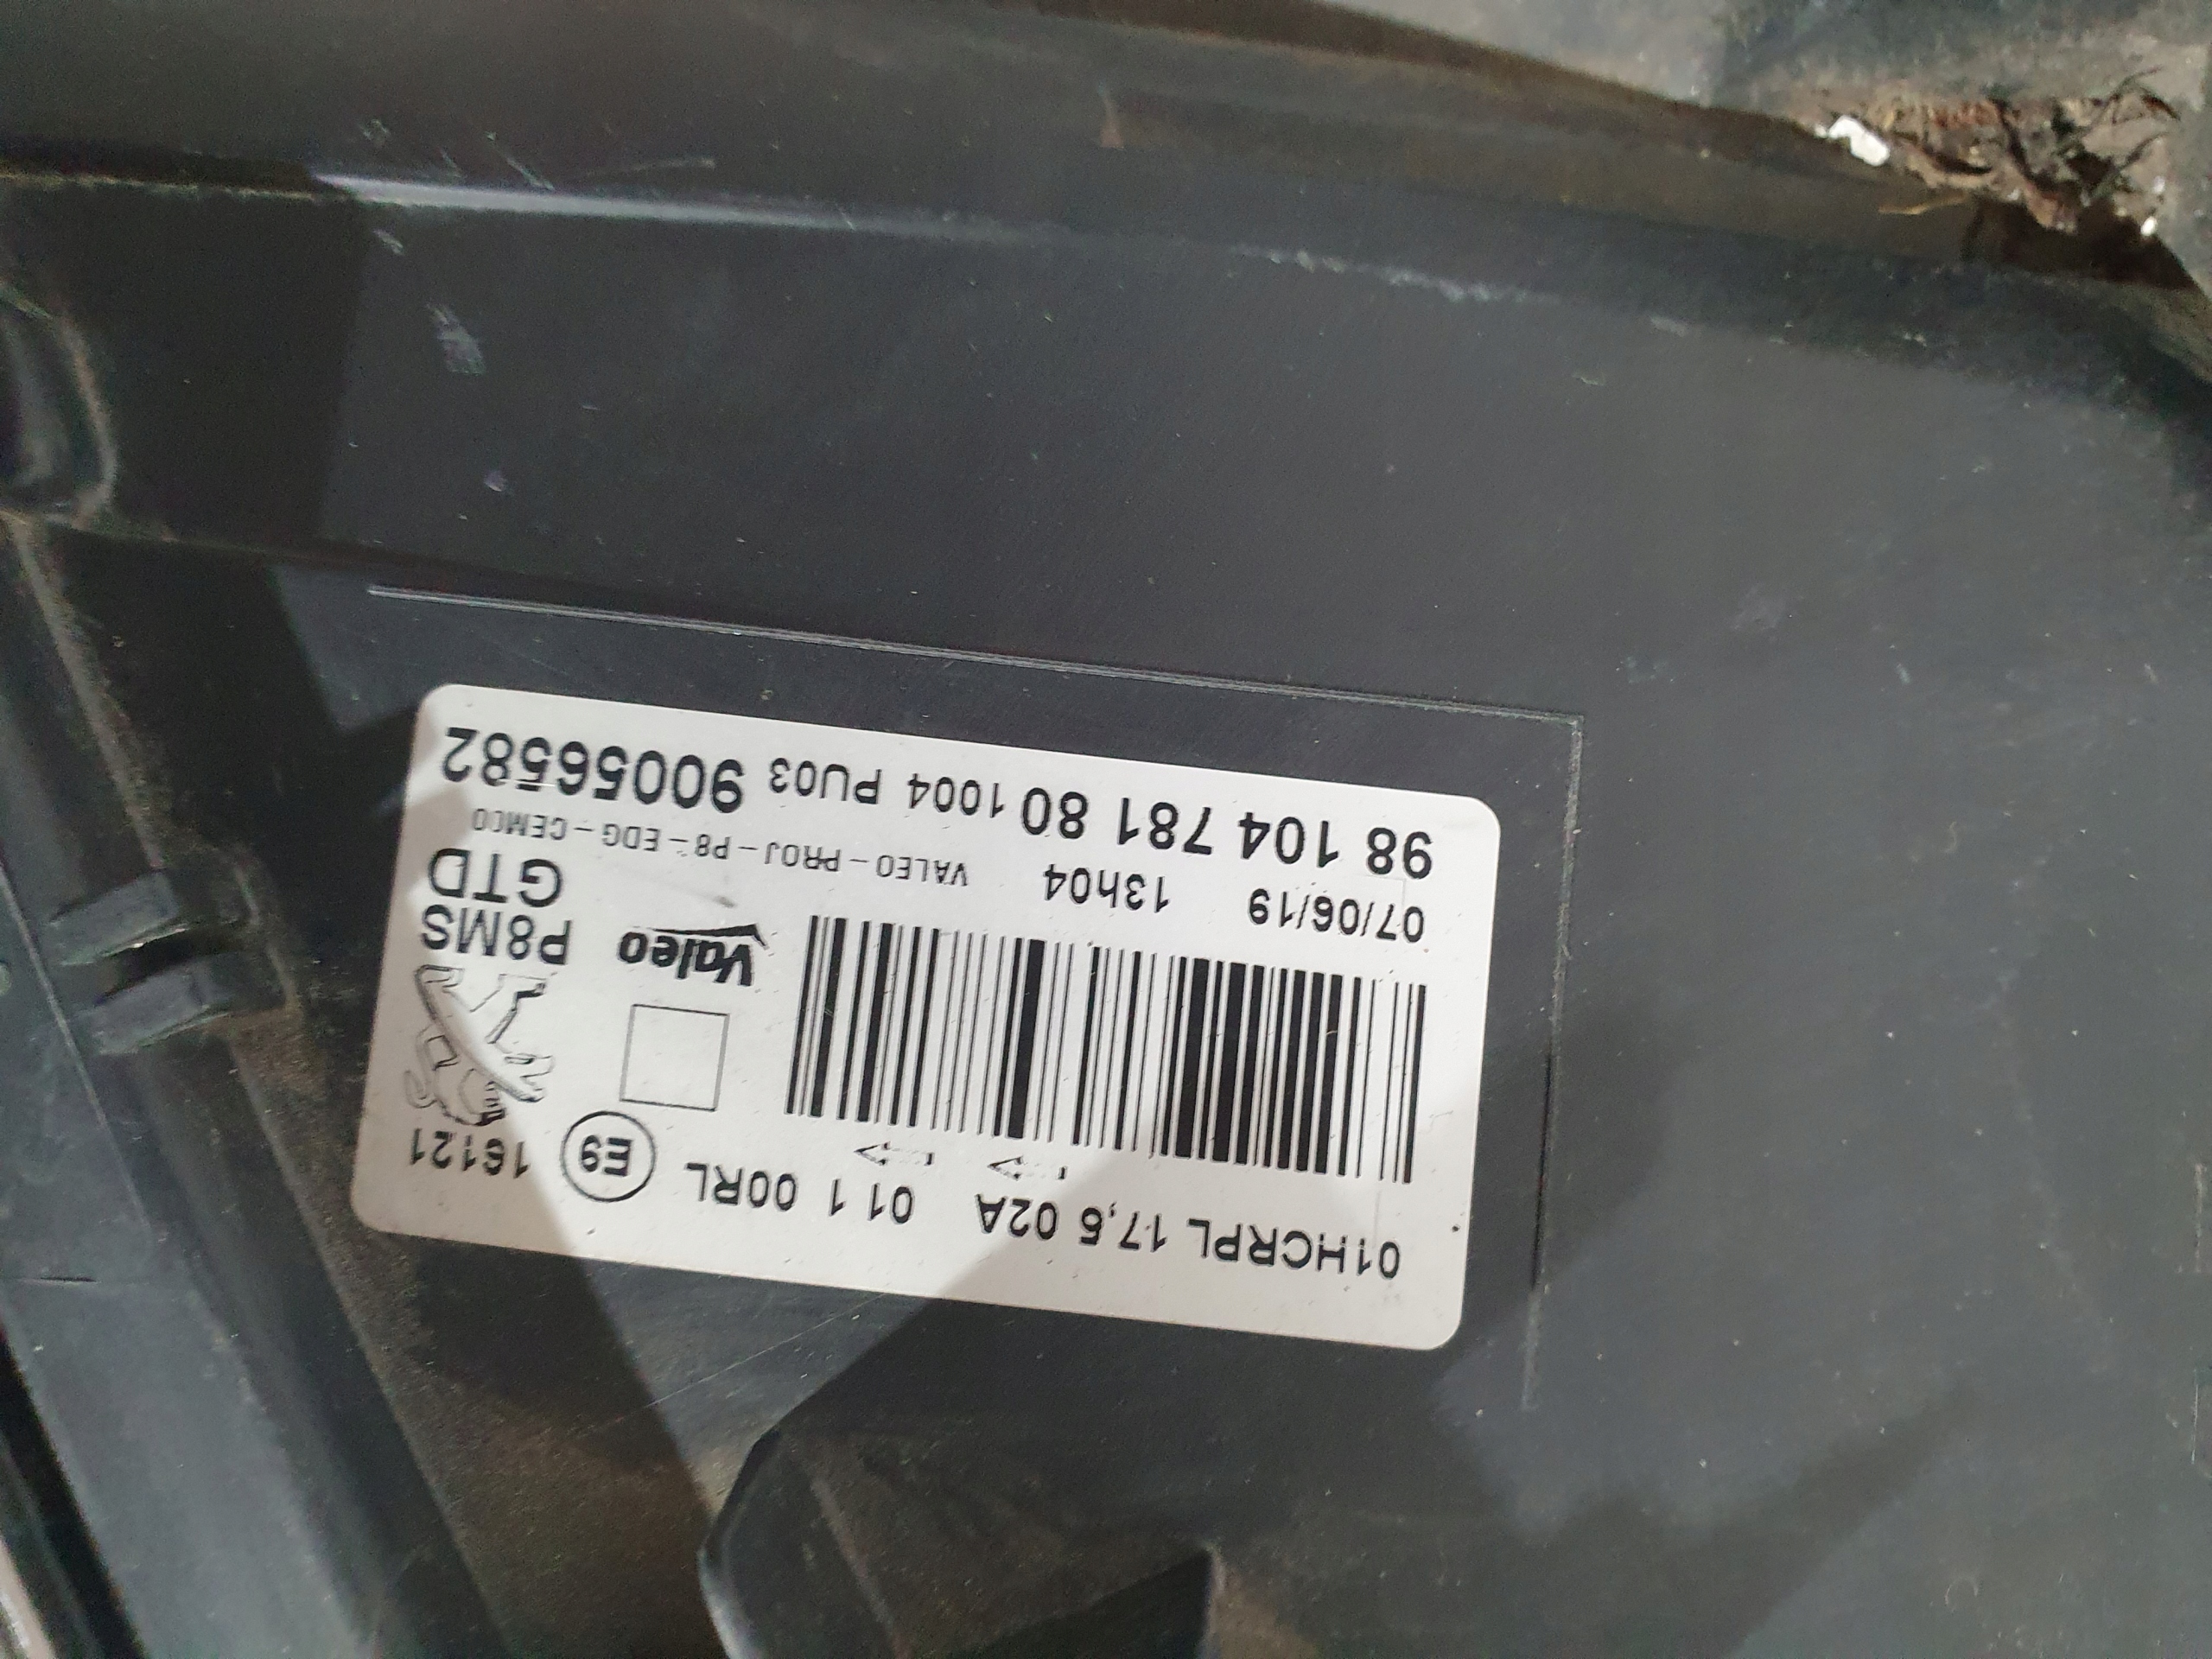 01HCRPL 17,5 02A 01 1 00RL E9 16121
Valeo
P8MS
GTD
07/06/19 13h04 VALEO-PROJ-P8-EDG-CEMCO
98 104 781 80 1004 PU03 90056582